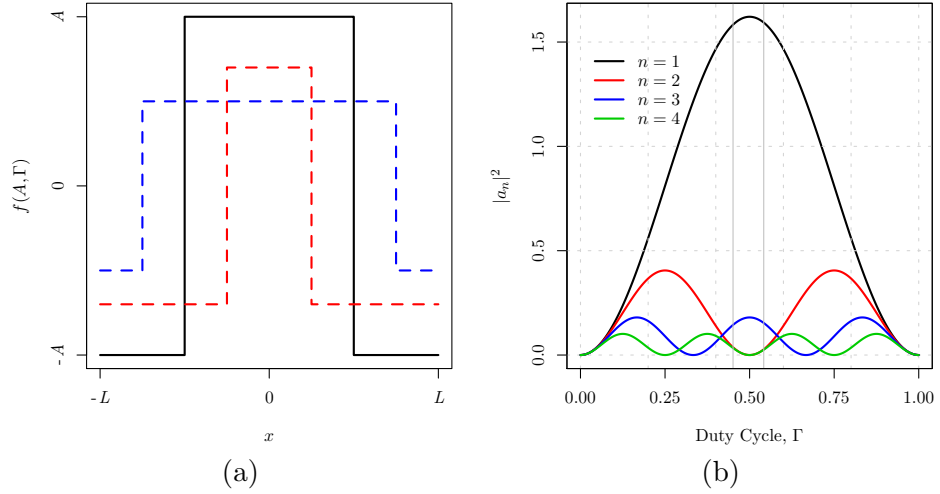 A
0
- A
f(A, Γ)
- L
0
L
x
(a)
1.5
1.0
0.5
0.0
|a_n|^2
n = 1
n = 2
n = 3
n = 4
0.00
0.25
0.50
0.75
1.00
Duty Cycle, Γ
(b)